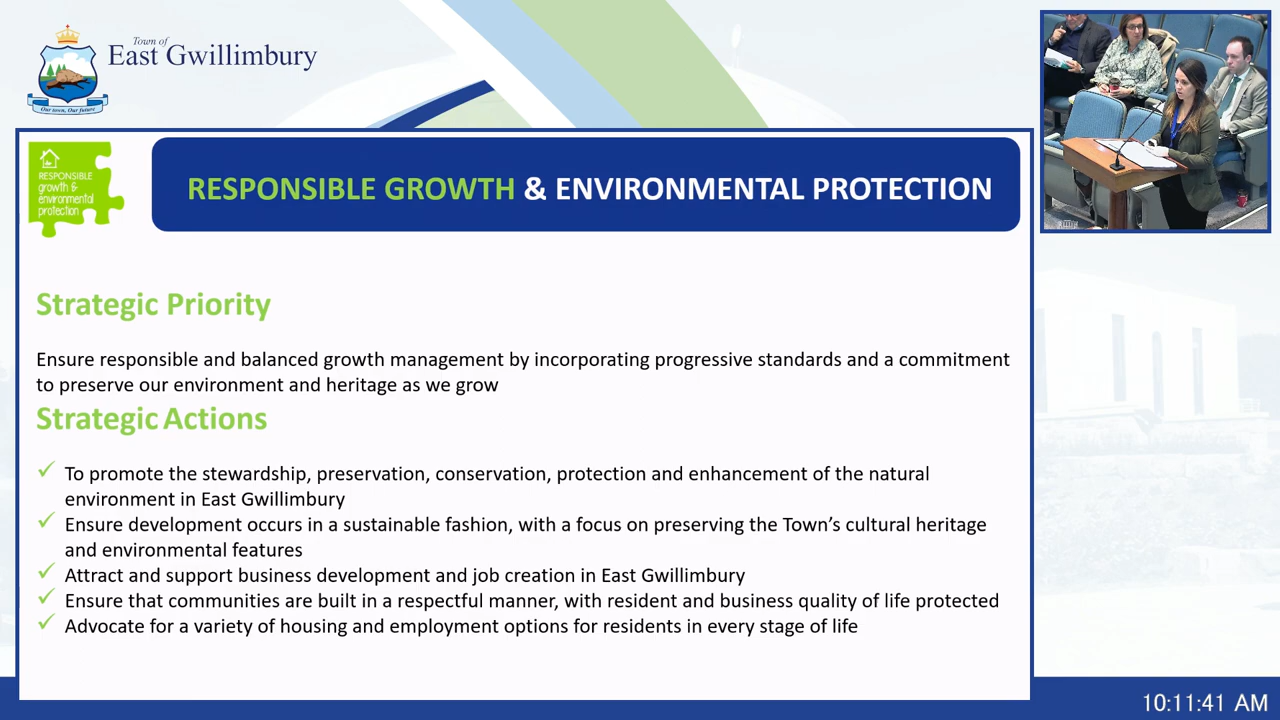 Town of
East Gwillimbury
Our town, Our future
RESPONSIBLE
growth &
environmental
protection
RESPONSIBLE GROWTH & ENVIRONMENTAL PROTECTION
Strategic Priority
Ensure responsible and balanced growth management by incorporating progressive standards and a commitment
to preserve our environment and heritage as we grow
Strategic Actions
✓ To promote the stewardship, preservation, conservation, protection and enhancement of the natural
environment in East Gwillimbury
✓ Ensure development occurs in a sustainable fashion, with a focus on preserving the Town's cultural heritage
and environmental features
✓ Attract and support business development and job creation in East Gwillimbury
✓ Ensure that communities are built in a respectful manner, with resident and business quality of life protected
✓ Advocate for a variety of housing and employment options for residents in every stage of life
10:11:41 AM